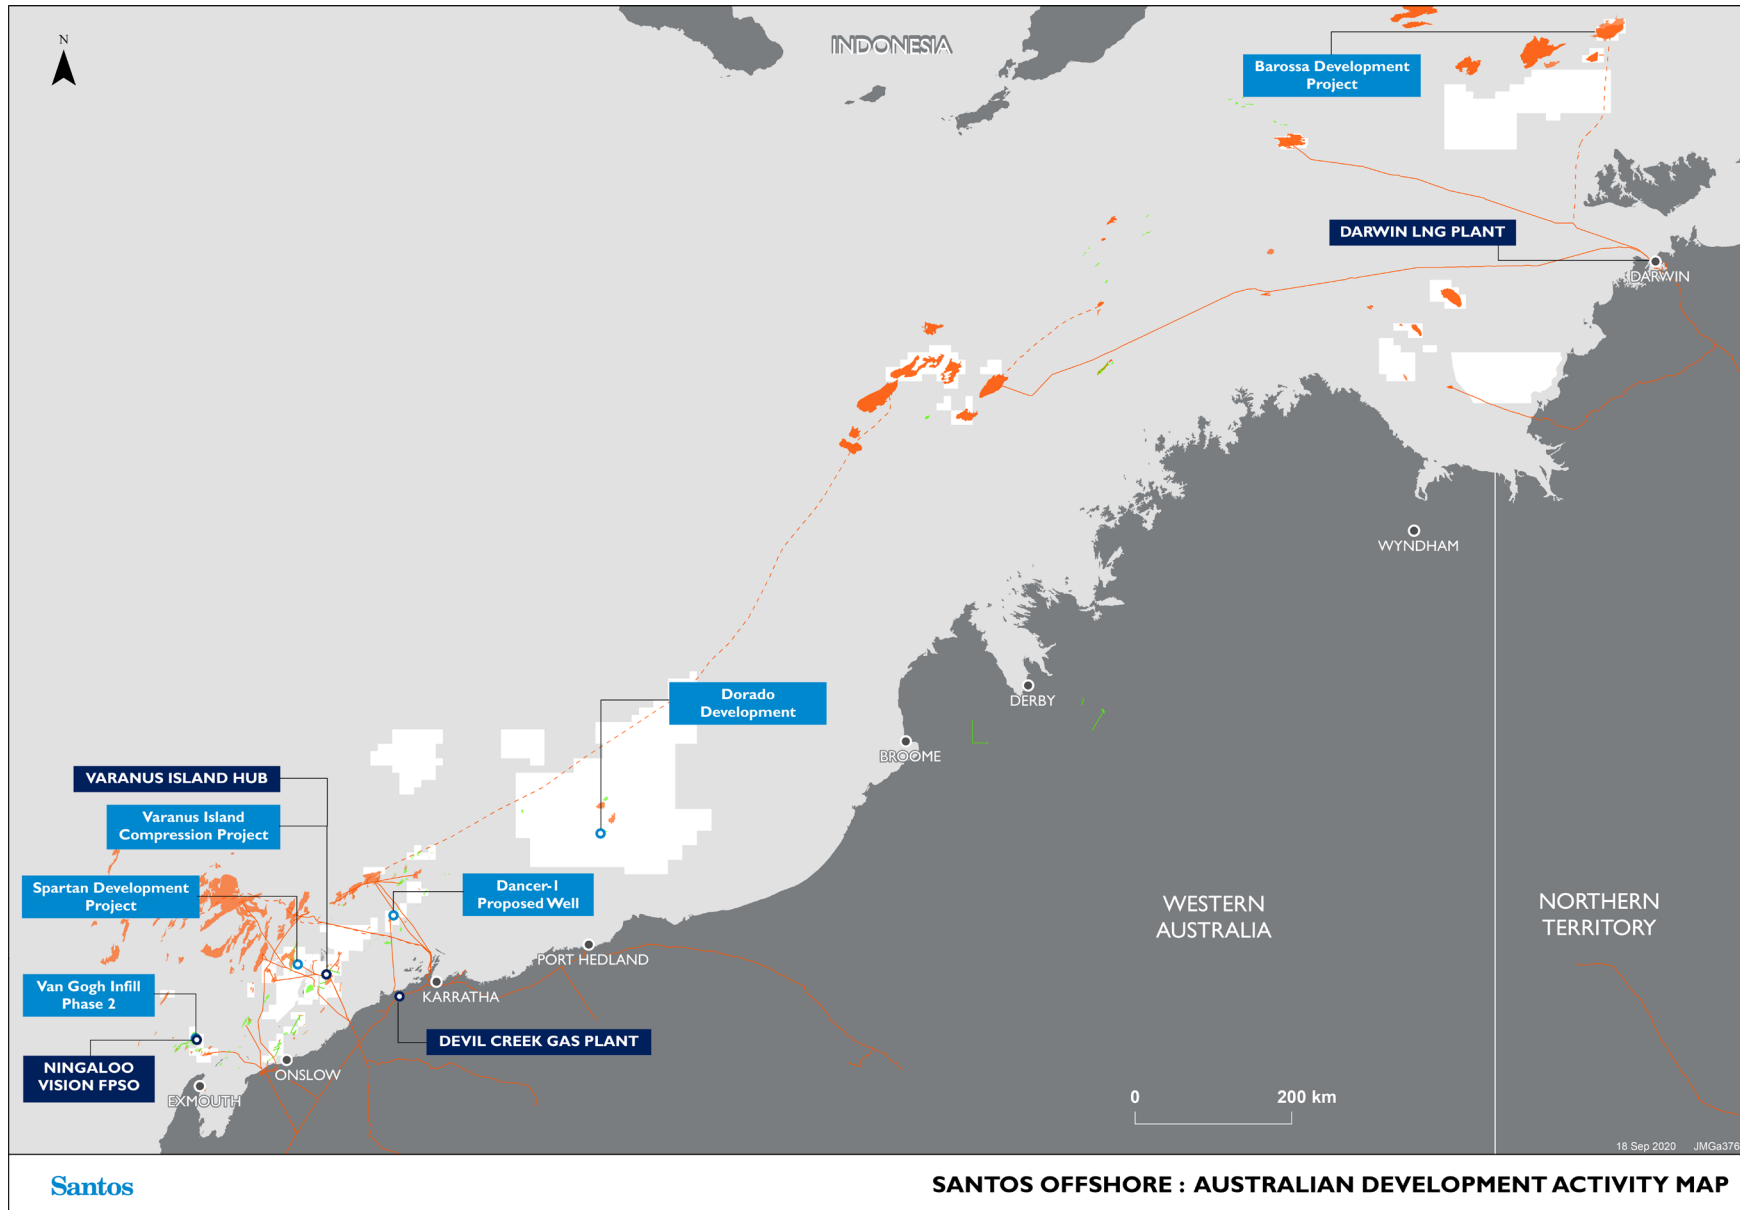 N
INDONESIA
Barossa Development
Project
DARWIN LNG PLANT
DARWIN
WYNDHAM
Dorado
Development
DERBY
BROOME
VARANUS ISLAND HUB
Varanus Island
Compression Project
Spartan Development
Project
Dancer-1
Proposed Well
WESTERN
AUSTRALIA
NORTHERN
TERRITORY
PORT HEDLAND
Van Gogh Infill
Phase 2
KARRATHA
DEVIL CREEK GAS PLANT
NINGALOO
VISION FPSO
ONSLOW
EXMOUTH
0 200 km
18 Sep 2020 JMGa376
Santos
SANTOS OFFSHORE : AUSTRALIAN DEVELOPMENT ACTIVITY MAP